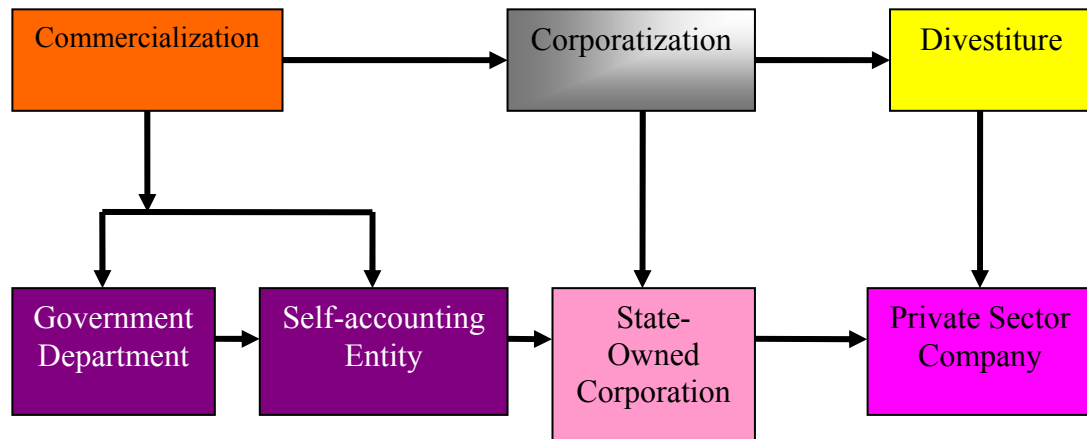 Commercialization
Corporatization
Divestiture
Government
Department
Self-accounting
Entity
State-
Owned
Corporation
Private Sector
Company